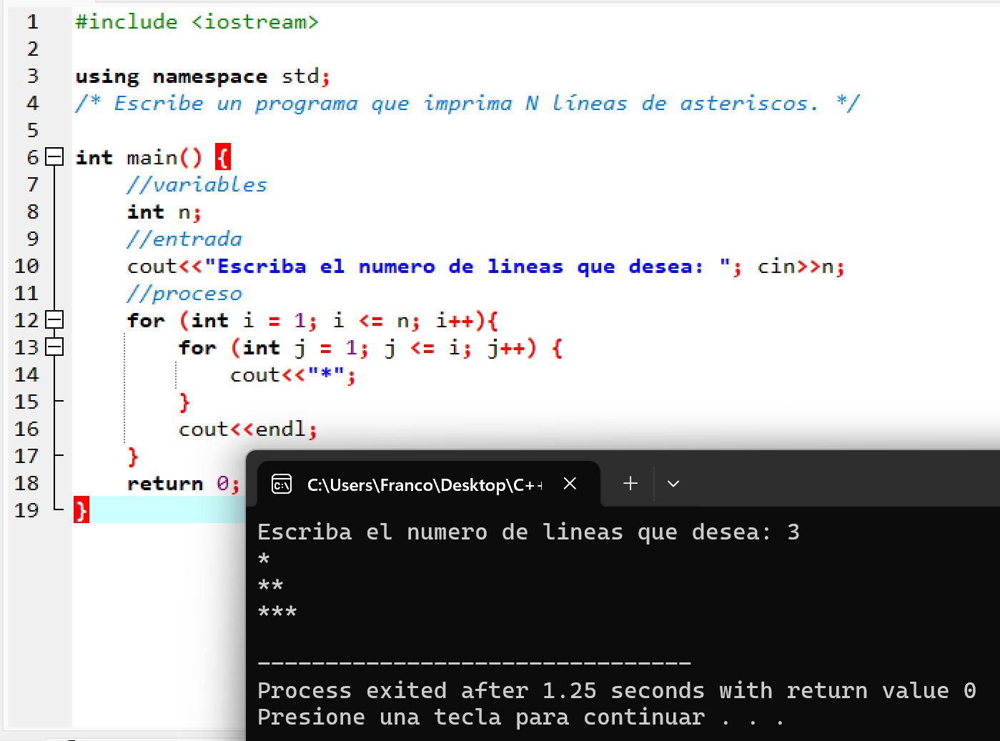 1 #include <iostream>
2
3 using namespace std;
4 /* Escribe un programa que imprima N líneas de asteriscos. */
5
6 int main() {
7 //variables
8 int n;
9 //entrada
10 cout<<"Escriba el numero de lineas que desea: "; cin>>n;
11 //proceso
12 for (int i = 1; i <= n; i++){
13 for (int j = 1; j <= i; j++) {
14 cout<<"*";
15 }
16 cout<<endl;
17 }
18 return 0;
19 }
C:\Users\Franco\Desktop\C++
Escriba el numero de lineas que desea: 3
*
**
***
--------------------------------
Process exited after 1.25 seconds with return value 0
Presione una tecla para continuar . . .